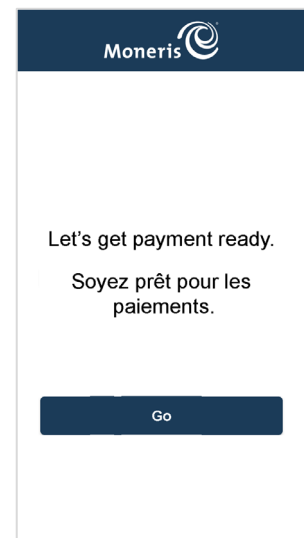 Moneris
Let's get payment ready.
Soyez prêt pour les
paiements.
Go